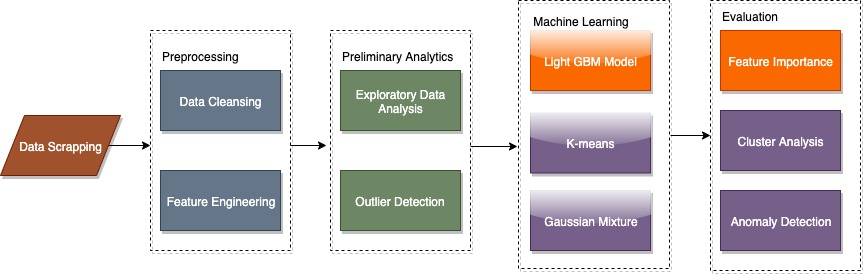 Data Scrapping
Preprocessing
Data Cleansing
Feature Engineering
Preliminary Analytics
Exploratory Data
Analysis
Outlier Detection
Machine Learning
Light GBM Model
K-means
Gaussian Mixture
Evaluation
Feature Importance
Cluster Analysis
Anomaly Detection